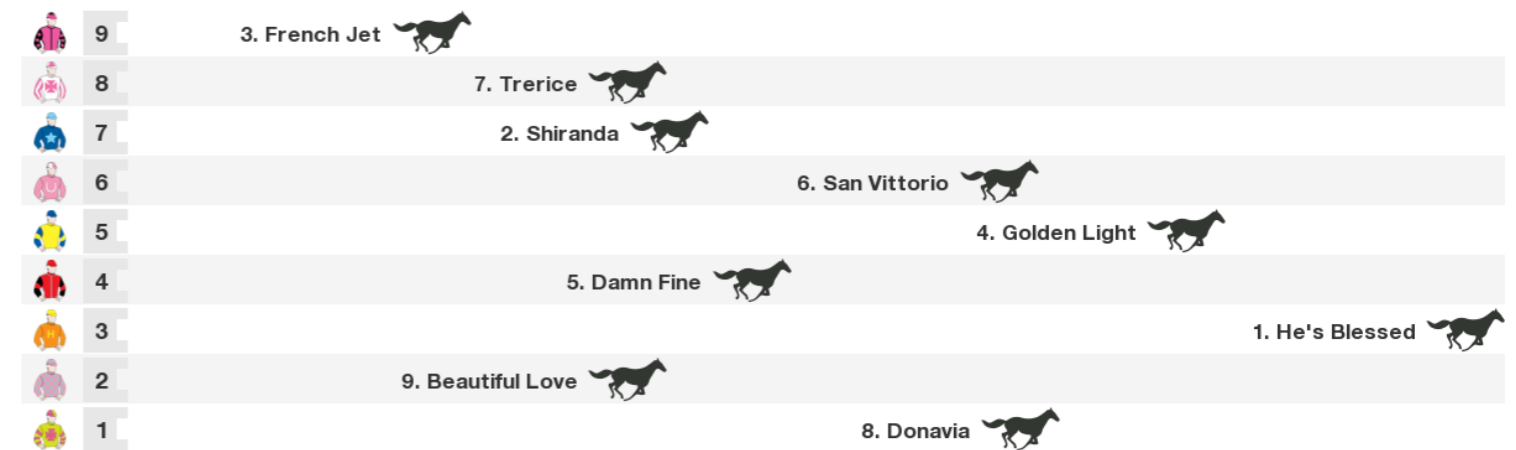 9 3. French Jet
8 7. Trerice
7 2. Shiranda
6 6. San Vittorio
5 4. Golden Light
4 5. Damn Fine
3 1. He's Blessed
2 9. Beautiful Love
1 8. Donavia